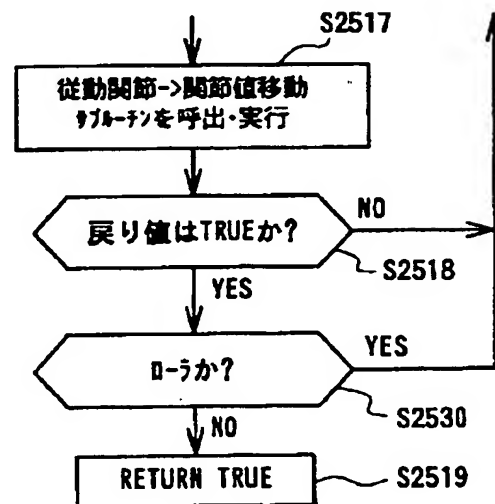 S2517
従動関節->関節値移動
ｻﾌﾞﾙｰﾁﾝを呼出・実行
戻り値はTRUEか?
NO
S2518
YES
ﾛｰﾗか?
YES
S2530
NO
RETURN TRUE
S2519